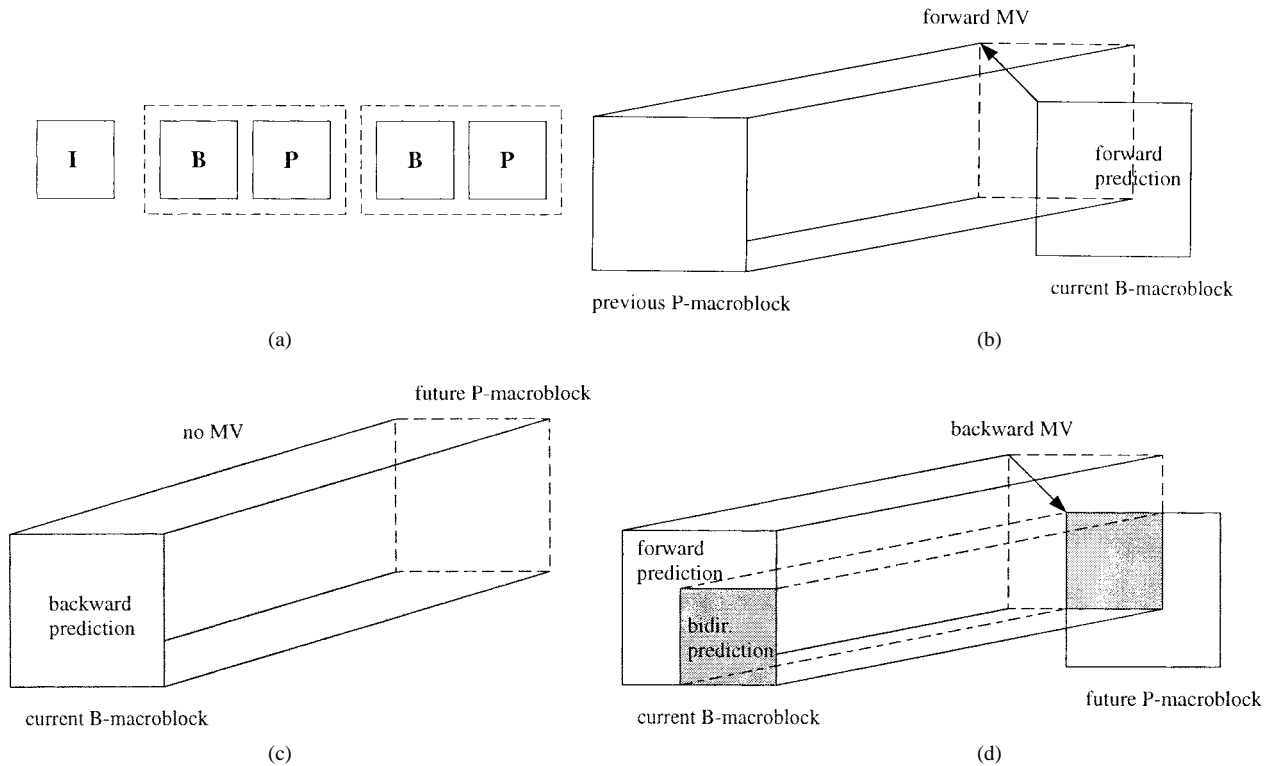 I
B
P
B
P
(a)
forward MV
forward
prediction
previous P-macroblock
current B-macroblock
(b)
future P-macroblock
no MV
backward
prediction
current B-macroblock
(c)
backward MV
forward
prediction
bidir.
prediction
current B-macroblock
future P-macroblock
(d)